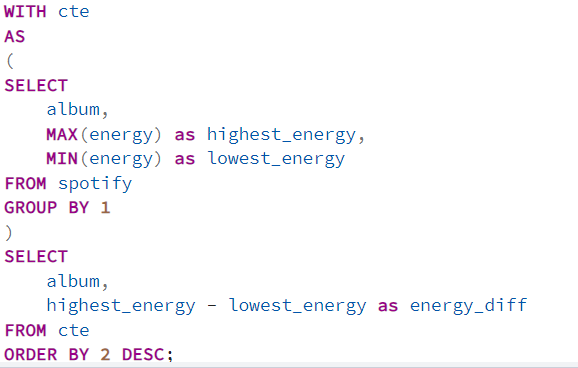 WITH cte
AS
(
SELECT
album,
MAX(energy) as highest_energy,
MIN(energy) as lowest_energy
FROM spotify
GROUP BY 1
)
SELECT
album,
highest_energy - lowest_energy as energy_diff
FROM cte
ORDER BY 2 DESC;